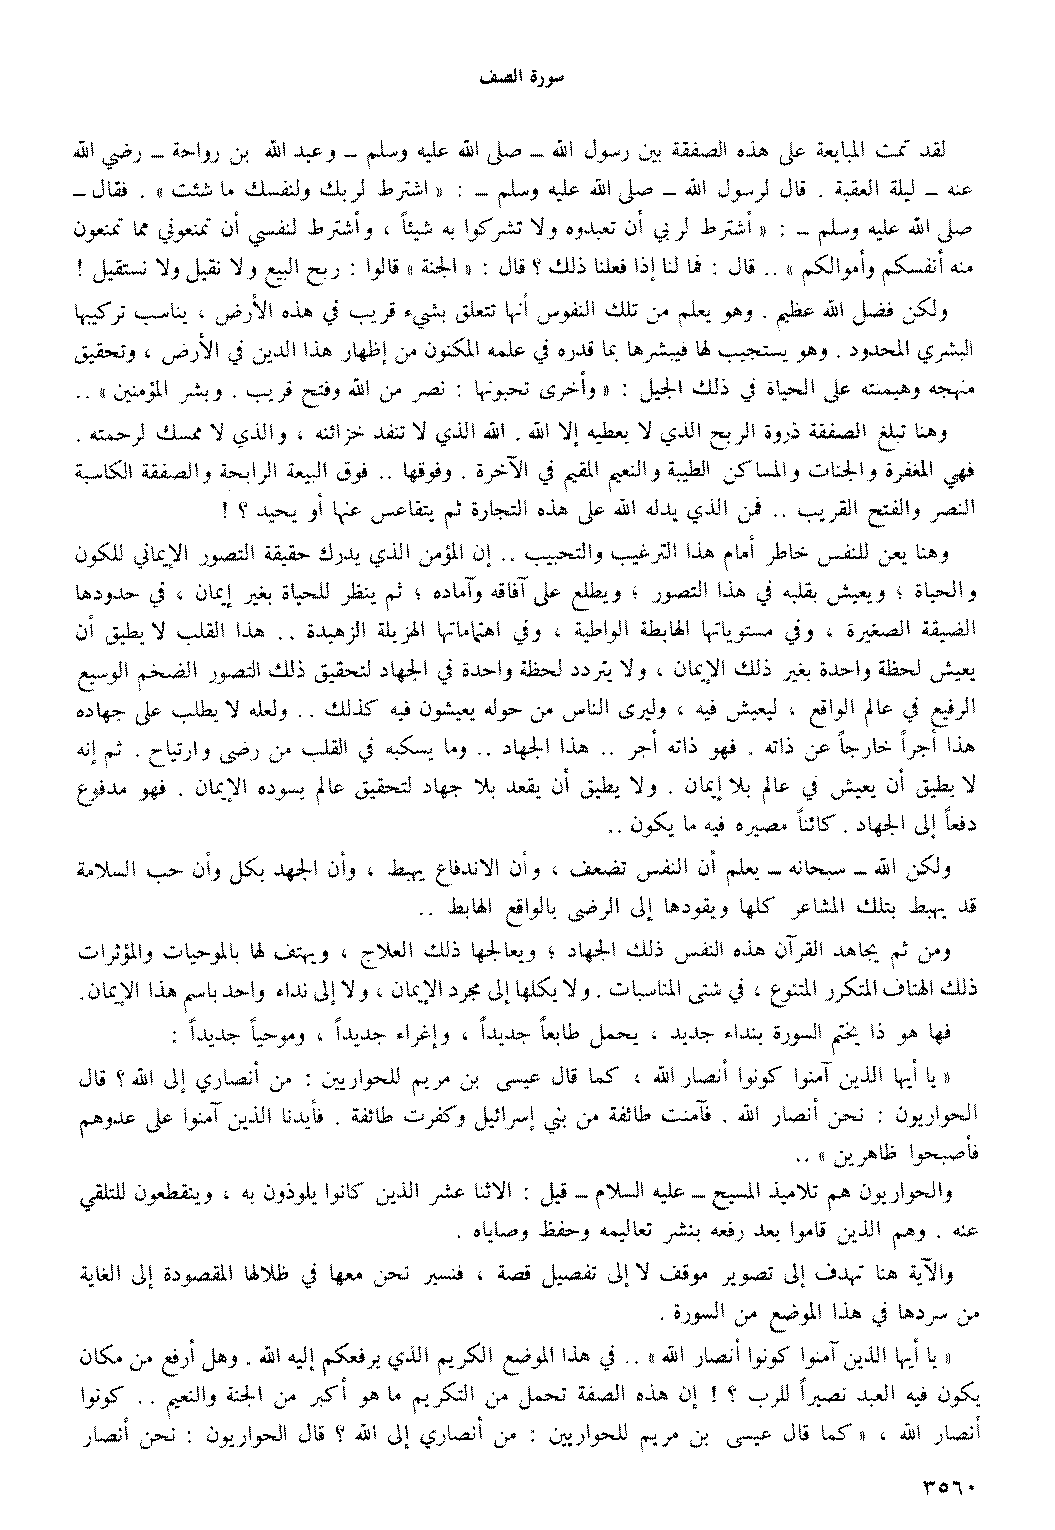 سورة الصف
لقد تمت المبايعة على هذه الصفقة بين رسول الله – صلى الله عليه وسلم – وعبد الله بن رواحة – رضي الله
عنه – ليلة العقبة . قال لرسول الله – صلى الله عليه وسلم – : « اشترط لربك ولنفسك ما شئت » . فقال –
صلى الله عليه وسلم – : « أشترط لربي أن تعبدوه ولا تشركوا به شيئاً ، وأشترط لنفسي أن تمنعوني مما تمنعون
منه أنفسكم وأموالكم » .. قال : فما لنا إذا فعلنا ذلك ؟ قال : « الجنة » قالوا : ربح البيع ولا نقيل ولا نستقيل !
ولكن فضل الله عظيم . وهو يعلم من تلك النفوس أنها تتعلق بشيء قريب في هذه الأرض ، يناسب تركيبها
البشري المحدود . وهو يستجيب لها فيبشرها بما قدره في علمه المكنون من إظهار هذا الدين في الأرض ، وتحقيق
منهجه وهيمنته على الحياة في ذلك الجيل : « وأخرى تحبونها : نصر من الله وفتح قريب . وبشر المؤمنين » ..
وهنا تبلغ الصفقة ذروة الربح الذي لا يعطيه إلا الله . الله الذي لا تنفد خزائنه ، والذي لا ممسك لرحمته .
فهي المغفرة والجنات والمساكن الطيبة والنعيم المقيم في الآخرة . وفوقها .. فوق البيعة الرابحة والصفقة الكاسبة
النصر والفتح القريب .. فمن الذي يدله الله على هذه التجارة ثم يتقاعس عنها أو يحيد ؟ !
وهنا يعن للنفس خاطر أمام هذا الترغيب والتحبيب .. إن المؤمن الذي يدرك حقيقة التصور الإيماني للكون
والحياة ؛ ويعيش بقلبه في هذا التصور ؛ ويطلع على آفاقه وآماده ؛ ثم ينظر للحياة بغير إيمان ، في حدودها
الضيقة الصغيرة ، وفي مستوياتها الهابطة الواطية ، وفي اهتماماتها الهزيلة الزهيدة .. هذا القلب لا يطيق أن
يعيش لحظة واحدة بغير ذلك الإيمان ، ولا يتردد لحظة واحدة في الجهاد لتحقيق ذلك التصور الضخم الوسيع
الرفيع في عالم الواقع ، ليعيش فيه ، وليرى الناس من حوله يعيشون فيه كذلك .. ولعله لا يطلب على جهاده
هذا أجراً خارجاً عن ذاته . فهو ذاته أجر .. هذا الجهاد .. وما يسكبه في القلب من رضى وارتياح . ثم إنه
لا يطيق أن يعيش في عالم بلا إيمان . ولا يطيق أن يقعد بلا جهاد لتحقيق عالم يسوده الإيمان . فهو مدفوع
دفعاً إلى الجهاد . كائناً مصيره فيه ما يكون ..
ولكن الله – سبحانه – يعلم أن النفس تضعف ، وأن الاندفاع يهبط ، وأن الجهد يكل وأن حب السلامة
قد يهبط بتلك المشاعر كلها ويقودها إلى الرضى بالواقع الهابط ..
ومن ثم يجاهد القرآن هذه النفس ذلك الجهاد ؛ ويعالجها ذلك العلاج ، ويهتف لها بالموحيات والمؤثرات
ذلك الهتاف المتكرر المتنوع ، في شتى المناسبات . ولا يكلها إلى مجرد الإيمان ، ولا إلى نداء واحد باسم هذا الإيمان.
فها هو ذا يختم السورة بنداء جديد ، يحمل طابعاً جديداً ، وإغراء جديداً ، وموحياً جديداً :
« يا أيها الذين آمنوا كونوا أنصار الله ، كما قال عيسى بن مريم للحواريين : من أنصاري إلى الله ؟ قال
الحواريون : نحن أنصار الله . فآمنت طائفة من بني إسرائيل وكفرت طائفة . فأيدنا الذين آمنوا على عدوهم
فأصبحوا ظاهرين » ..
والحواريون هم تلاميذ المسيح – عليه السلام – قيل : الاثنا عشر الذين كانوا يلوذون به ، وينقطعون للتلقي
عنه . وهم الذين قاموا بعد رفعه بنشر تعاليمه وحفظ وصاياه .
والآية هنا تهدف إلى تصوير موقف لا إلى تفصيل قصة ، فنسير نحن معها في ظلالها المقصودة إلى الغاية
من سردها في هذا الموضع من السورة .
« يا أيها الذين آمنوا كونوا أنصار الله » .. في هذا الموضع الكريم الذي يرفعكم إليه الله . وهل أرفع من مكان
يكون فيه العبد نصيراً للرب ؟ ! إن هذه الصفة تحمل من التكريم ما هو أكبر من الجنة والنعيم .. كونوا
أنصار الله ، « كما قال عيسى بن مريم للحواريين : من أنصاري إلى الله ؟ قال الحواريون : نحن أنصار
٣٥٦٠